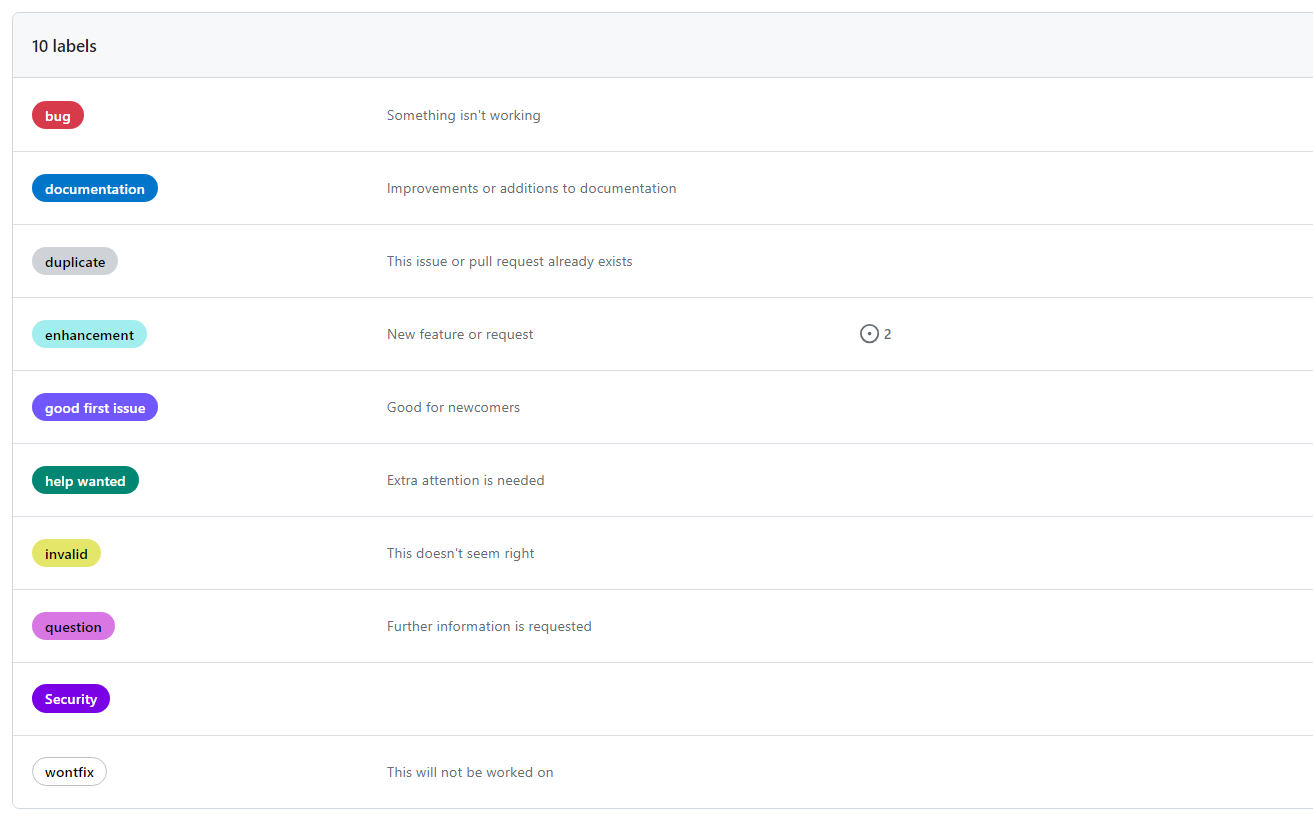 10 labels
bug Something isn't working
documentation Improvements or additions to documentation
duplicate This issue or pull request already exists
enhancement New feature or request 2
good first issue Good for newcomers
help wanted Extra attention is needed
invalid This doesn't seem right
question Further information is requested
Security
wontfix This will not be worked on